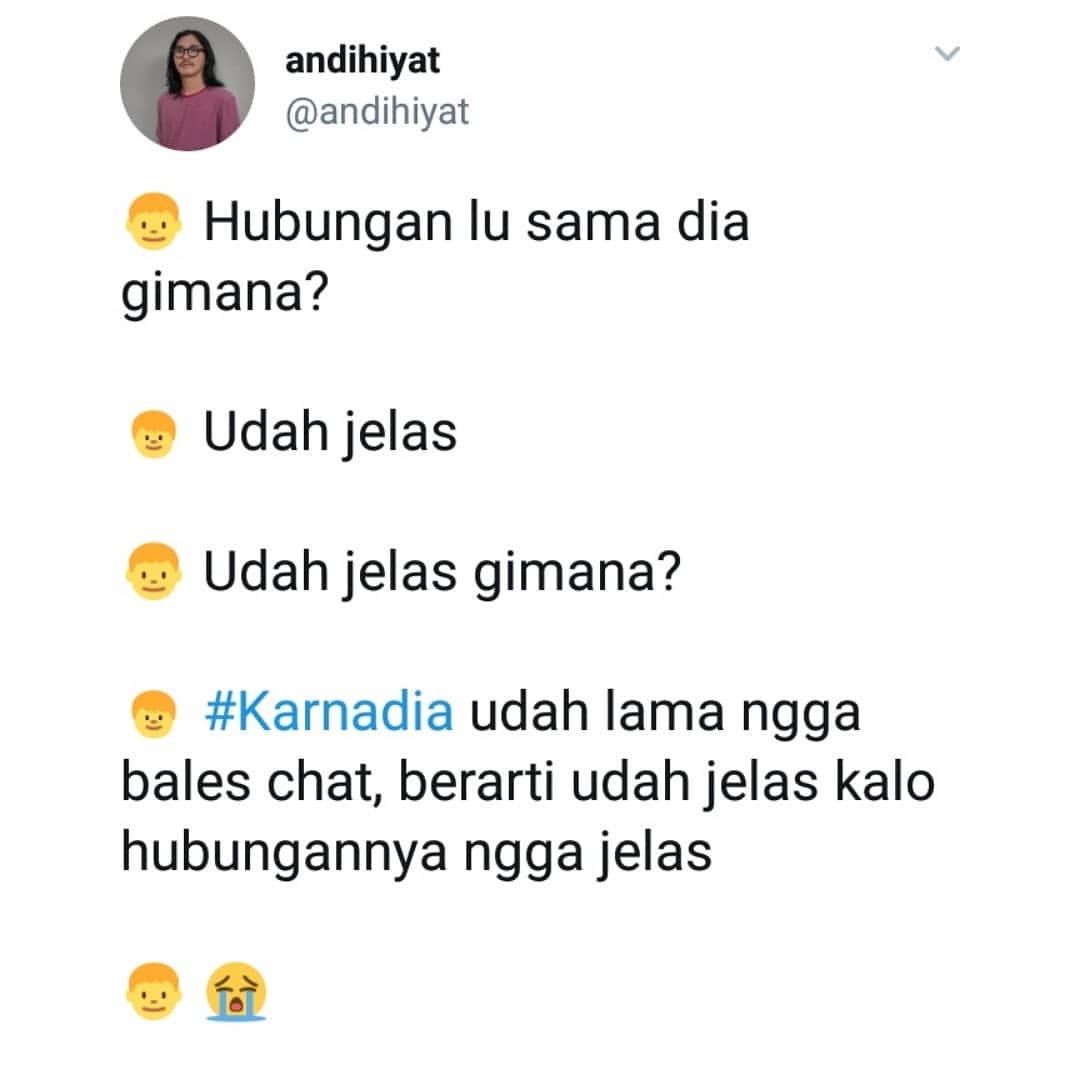 andihiyat
@andihiyat
👨 Hubungan lu sama dia
gimana?
👦 Udah jelas
👨 Udah jelas gimana?
👦 #Karnadia udah lama ngga
bales chat, berarti udah jelas kalo
hubungannya ngga jelas
👨 😭